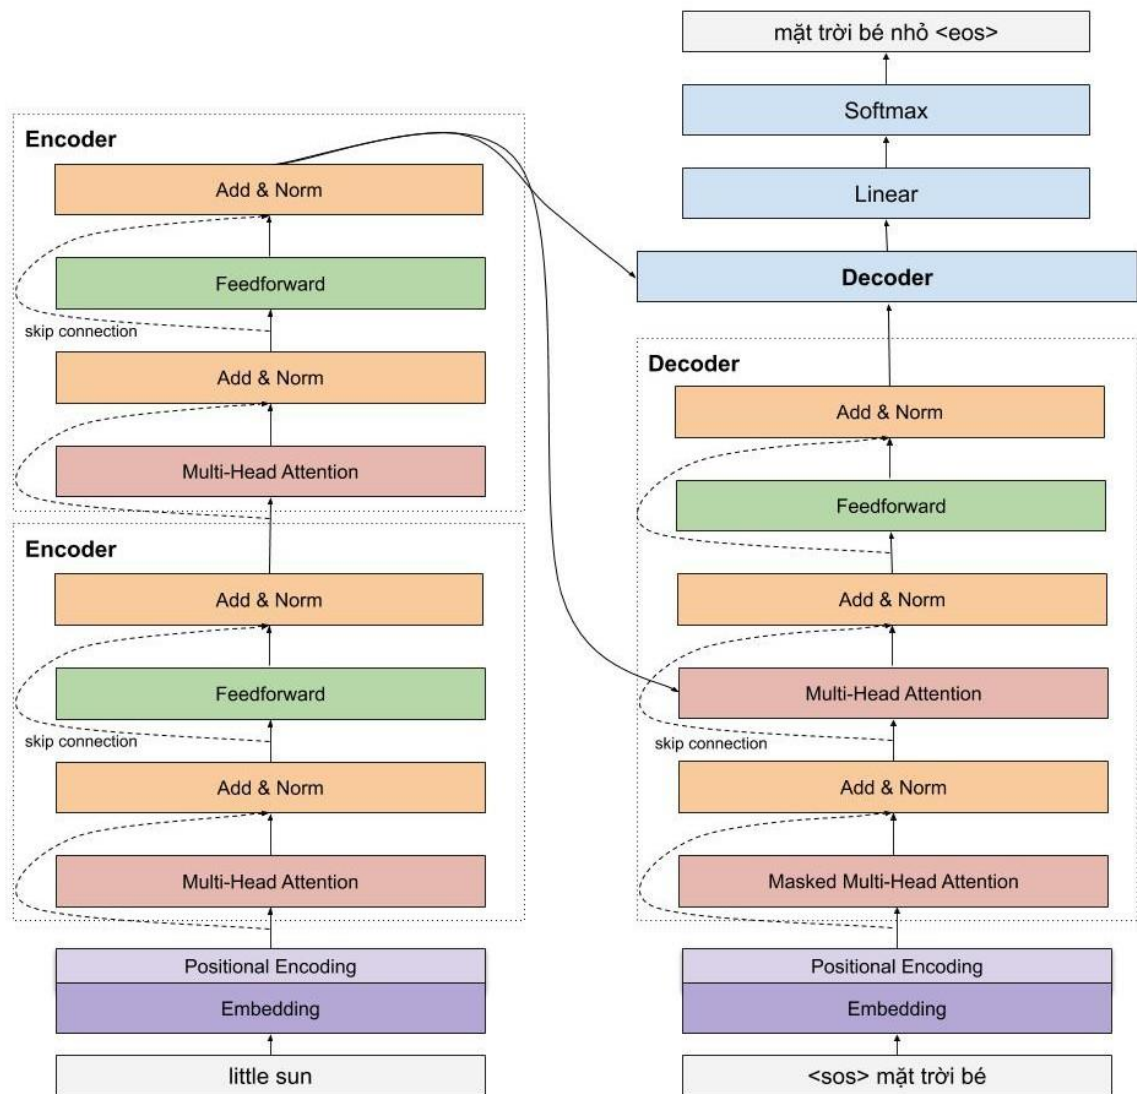 Encoder
Add & Norm
Feedforward
skip connection
Add & Norm
Multi-Head Attention
Encoder
Add & Norm
Feedforward
skip connection
Add & Norm
Multi-Head Attention
Positional Encoding
Embedding
little sun
mặt trời bé nhỏ <eos>
Softmax
Linear
Decoder
Decoder
Add & Norm
Feedforward
Add & Norm
Multi-Head Attention
skip connection
Add & Norm
Masked Multi-Head Attention
Positional Encoding
Embedding
<sos> mặt trời bé